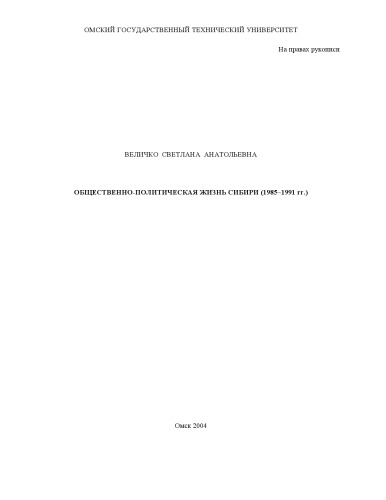 ОМСКИЙ ГОСУДАРСТВЕННЫЙ ТЕХНИЧЕСКИЙ УНИВЕРСИТЕТ
На правах рукописи
ВЕЛИЧКО СВЕТЛАНА АНАТОЛЬЕВНА
ОБЩЕСТВЕННО-ПОЛИТИЧЕСКАЯ ЖИЗНЬ СИБИРИ (1985–1991 гг.)
Омск 2004